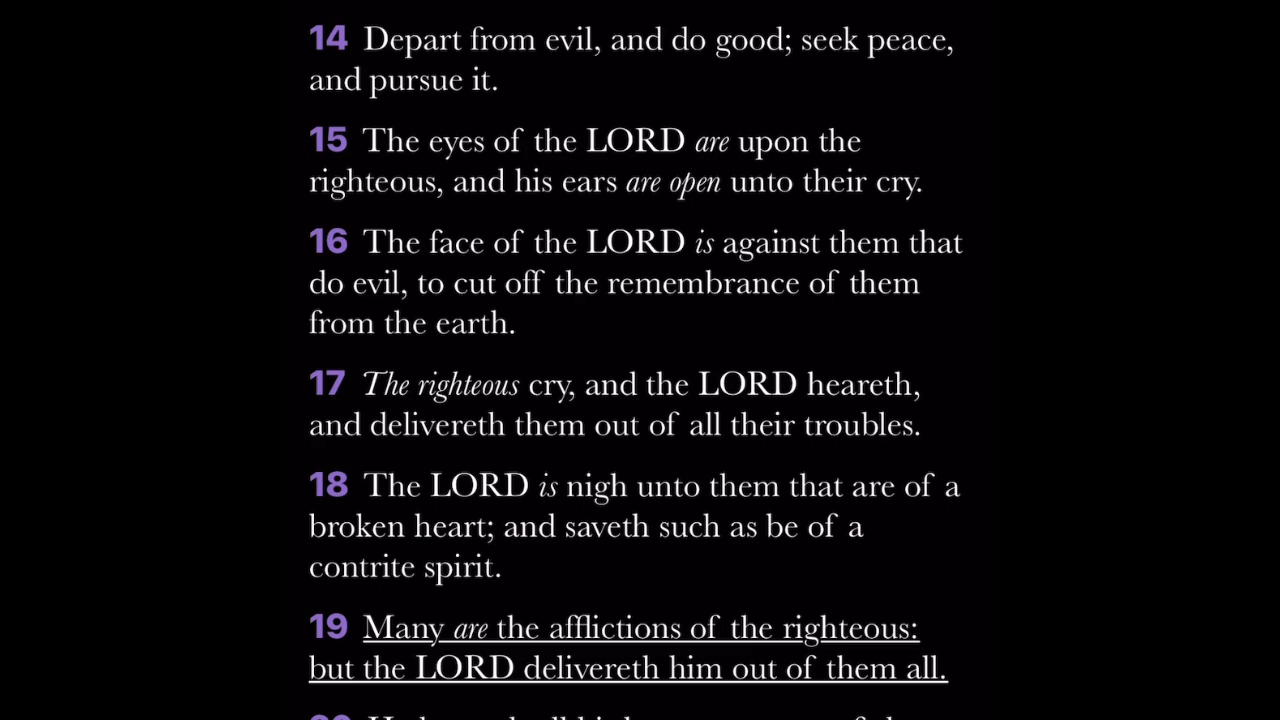 14 Depart from evil, and do good; seek peace,
and pursue it.
15 The eyes of the LORD are upon the
righteous, and his ears are open unto their cry.
16 The face of the LORD is against them that
do evil, to cut off the remembrance of them
from the earth.
17 The righteous cry, and the LORD heareth,
and delivereth them out of all their troubles.
18 The LORD is nigh unto them that are of a
broken heart; and saveth such as be of a
contrite spirit.
19 Many are the afflictions of the righteous:
but the LORD delivereth him out of them all.